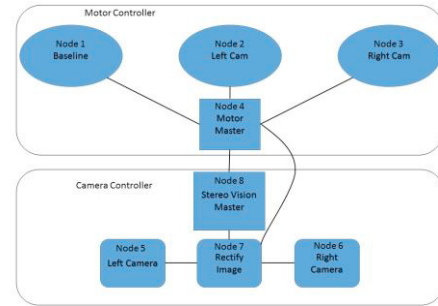 Motor Controller
Node 1
Baseline
Node 2
Left Cam
Node 3
Right Cam
Node 4
Motor
Master
Camera Controller
Node 8
Stereo Vision
Master
Node 5
Left Camera
Node 7
Rectify
Image
Node 6
Right
Camera